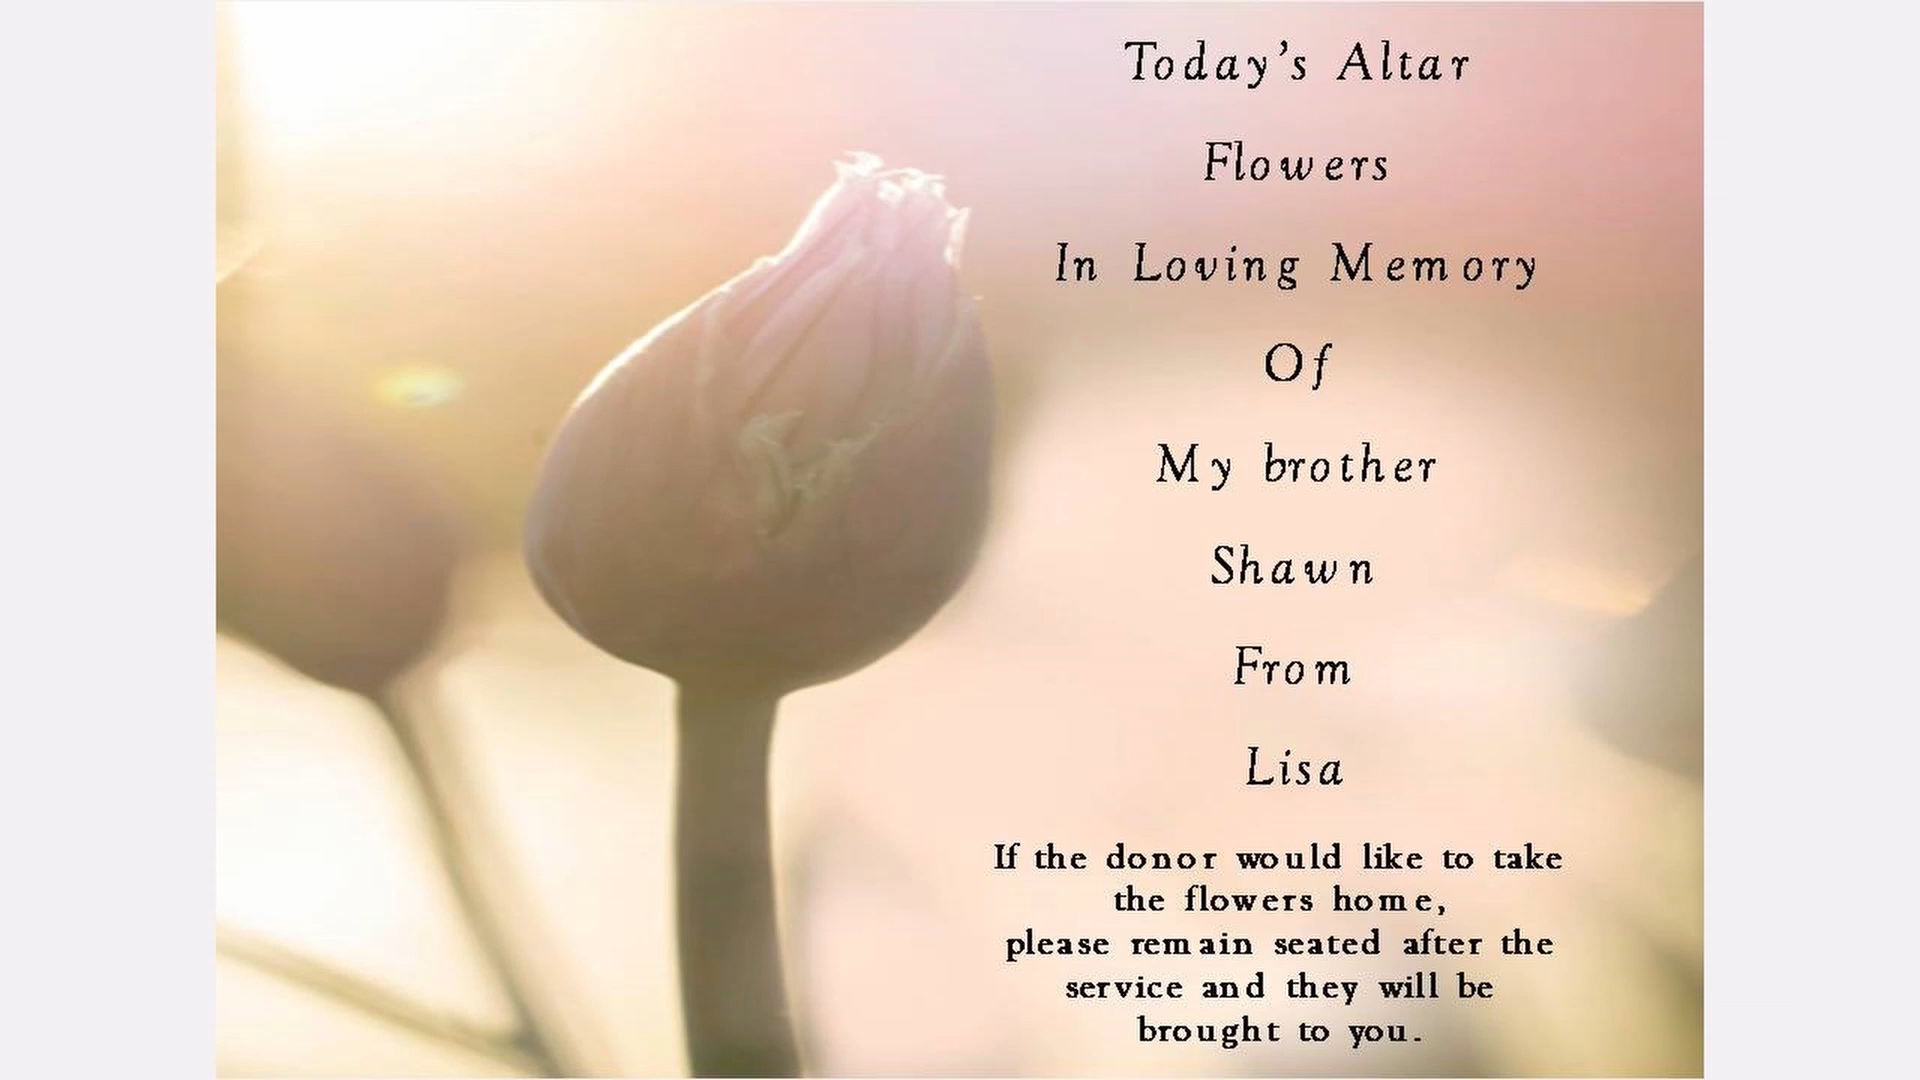 Today's Altar
Flowers
In Loving Memory
Of
My brother
Shawn
From
Lisa
If the donor would like to take
the flowers home,
please remain seated after the
service and they will be
brought to you.